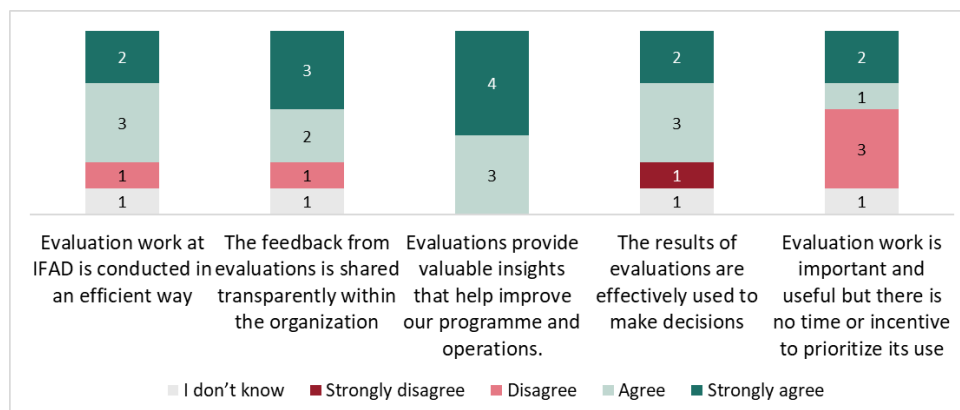 2
3
4
2
2
3
2
3
3
1
3
1
1
1
1
1
1
1
Evaluation work at
IFAD is conducted in
an efficient way
The feedback from
evaluations is shared
transparently within
the organization
Evaluations provide
valuable insights
that help improve
our programme and
operations.
The results of
evaluations are
effectively used to
make decisions
Evaluation work is
important and
useful but there is
no time or incentive
to prioritize its use
I don’t know
Strongly disagree
Disagree
Agree
Strongly agree